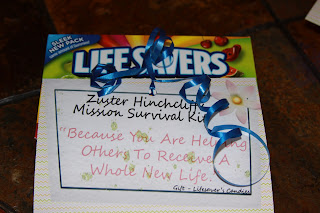 SLEEK
NEW PACK
LIFESAVERS
Zuster Hinchcliffe
Mission Survival Kit
"Because You Are Helping
Others To Receive A
Whole New Life.
Gift - Lifesaver's Candies